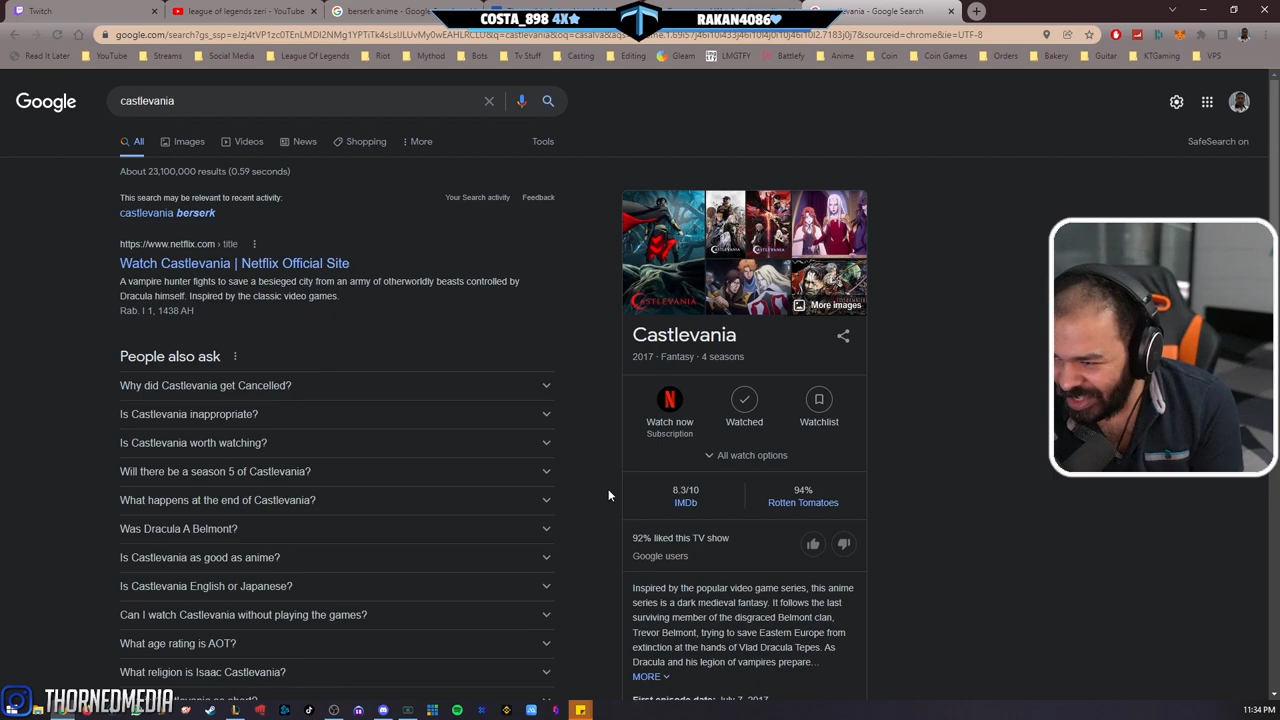 Twitch
league of legends zeri - YouTube
berserk anime - Google
COSTA_898 4X
RAKAN4086
Google Search
Read It Later
YouTube
Streams
Social Media
League Of Legends
Riot
Mythod
Bots
Tv Stuff
Casting
Editing
Gleam
LMGTFY
Battlefy
Anime
Coin
Coin Games
Orders
Bakery
Guitar
KTGaming
VPS
Google
castlevania
All
Images
Videos
News
Shopping
More
Tools
SafeSearch on
About 23,100,000 results (0.59 seconds)
This search may be relevant to recent activity:
Your Search activity
Feedback
castlevania berserk
https://www.netflix.com › title
Watch Castlevania | Netflix Official Site
A vampire hunter fights to save a besieged city from an army of otherworldly beasts controlled by
Dracula himself. Inspired by the classic video games.
Rab. I 1, 1438 AH
People also ask
Why did Castlevania get Cancelled?
Is Castlevania inappropriate?
Is Castlevania worth watching?
Will there be a season 5 of Castlevania?
What happens at the end of Castlevania?
Was Dracula A Belmont?
Is Castlevania as good as anime?
Is Castlevania English or Japanese?
Can I watch Castlevania without playing the games?
What age rating is AOT?
What religion is Isaac Castlevania?
CASTLEVANIA
More images
Castlevania
2017 · Fantasy · 4 seasons
Watch now
Subscription
Watched
Watchlist
All watch options
8.3/10
IMDb
94%
Rotten Tomatoes
92% liked this TV show
Google users
Inspired by the popular video game series, this anime
series is a dark medieval fantasy. It follows the last
surviving member of the disgraced Belmont clan,
Trevor Belmont, trying to save Eastern Europe from
extinction at the hands of Vlad Dracula Tepes. As
Dracula and his legion of vampires prepare…
MORE
First episode date: July 7, 2017
THORNEDMEDIA
11:34 PM